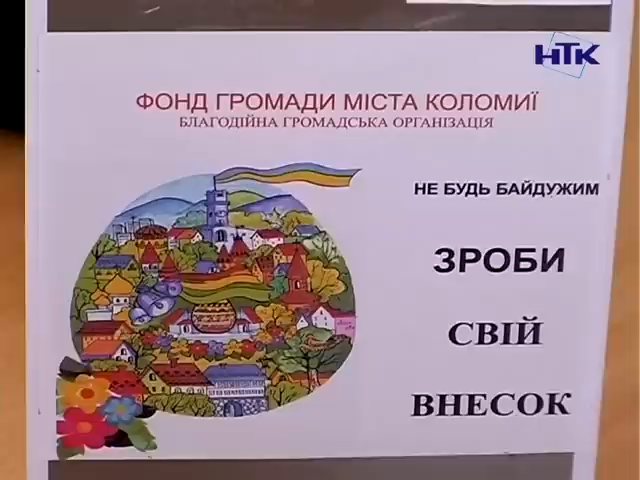 НТК
ФОНД ГРОМАДИ МІСТА КОЛОМИЇ
БЛАГОДІЙНА ГРОМАДСЬКА ОРГАНІЗАЦІЯ
НЕ БУДЬ БАЙДУЖИМ
ЗРОБИ
СВІЙ
ВНЕСОК